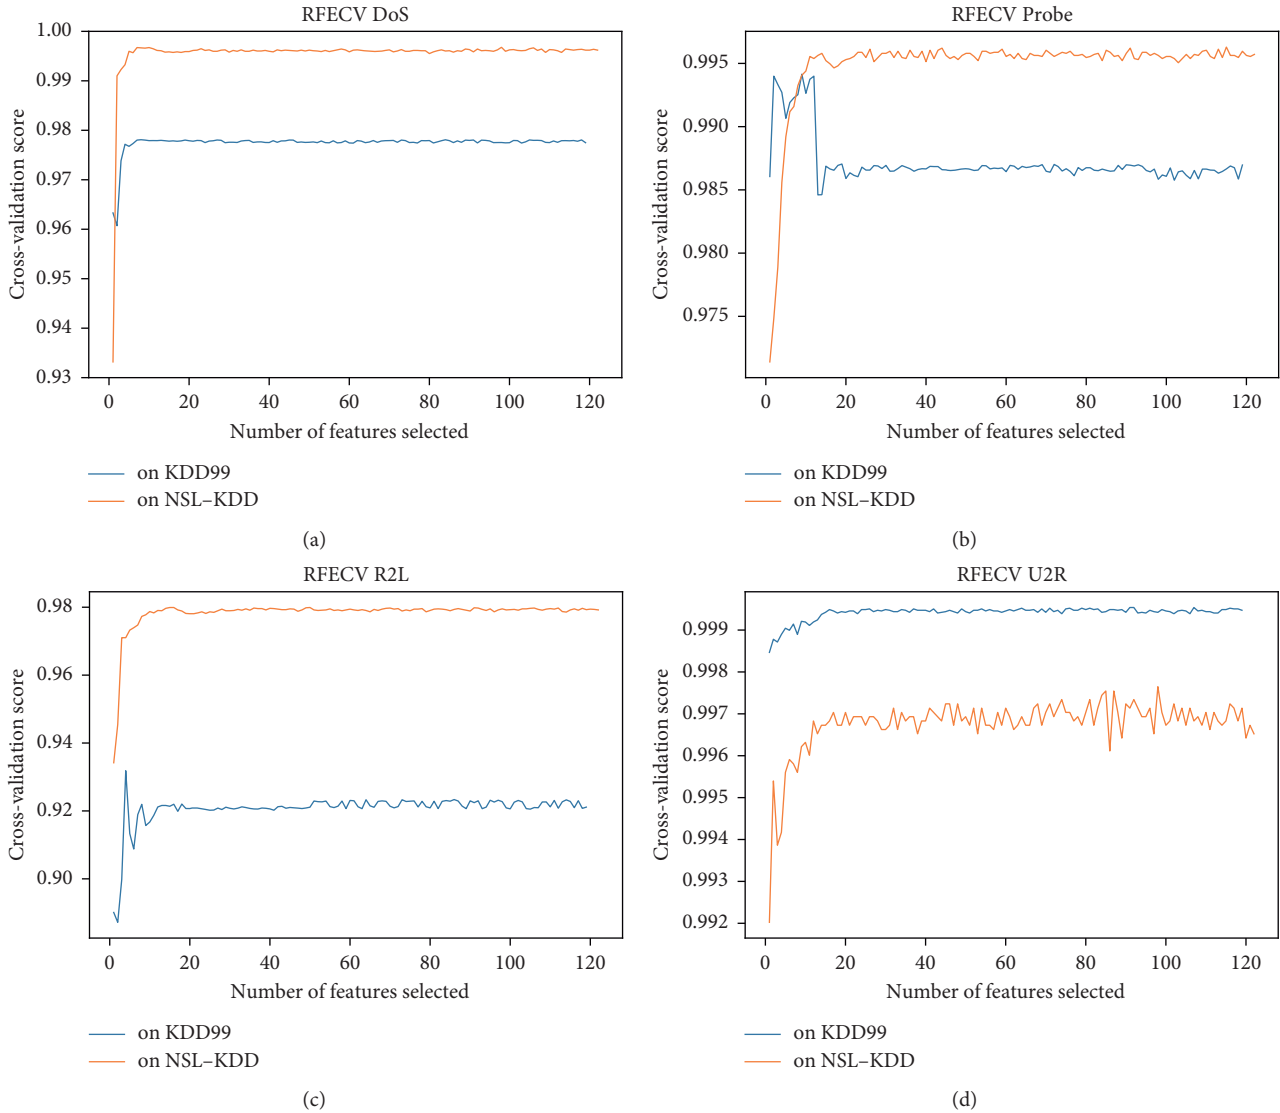 RFECV DoS
1.00
0.99
0.98
0.97
0.96
0.95
0.94
0.93
Cross-validation score
0 20 40 60 80 100 120
Number of features selected
on KDD99
on NSL–KDD
(a)
RFECV Probe
0.995
0.990
0.985
0.980
0.975
Cross-validation score
0 20 40 60 80 100 120
Number of features selected
on KDD99
on NSL–KDD
(b)
RFECV R2L
0.98
0.96
0.94
0.92
0.90
Cross-validation score
0 20 40 60 80 100 120
Number of features selected
on KDD99
on NSL–KDD
(c)
RFECV U2R
0.999
0.998
0.997
0.996
0.995
0.994
0.993
0.992
Cross-validation score
0 20 40 60 80 100 120
Number of features selected
on KDD99
on NSL–KDD
(d)